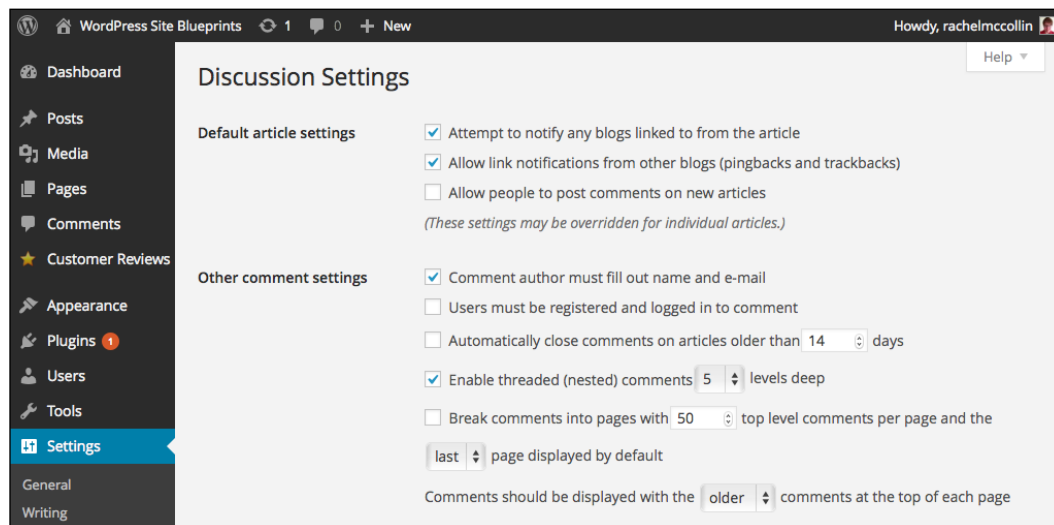 WordPress Site Blueprints 1 0 + New Howdy, rachelmccollin
Help
Dashboard
Posts
Media
Pages
Comments
Customer Reviews
Appearance
Plugins 1
Users
Tools
Settings
General
Writing
Discussion Settings
Default article settings
Attempt to notify any blogs linked to from the article
Allow link notifications from other blogs (pingbacks and trackbacks)
Allow people to post comments on new articles
(These settings may be overridden for individual articles.)
Other comment settings
Comment author must fill out name and e-mail
Users must be registered and logged in to comment
Automatically close comments on articles older than 14 days
Enable threaded (nested) comments 5 levels deep
Break comments into pages with 50 top level comments per page and the
last page displayed by default
Comments should be displayed with the older comments at the top of each page